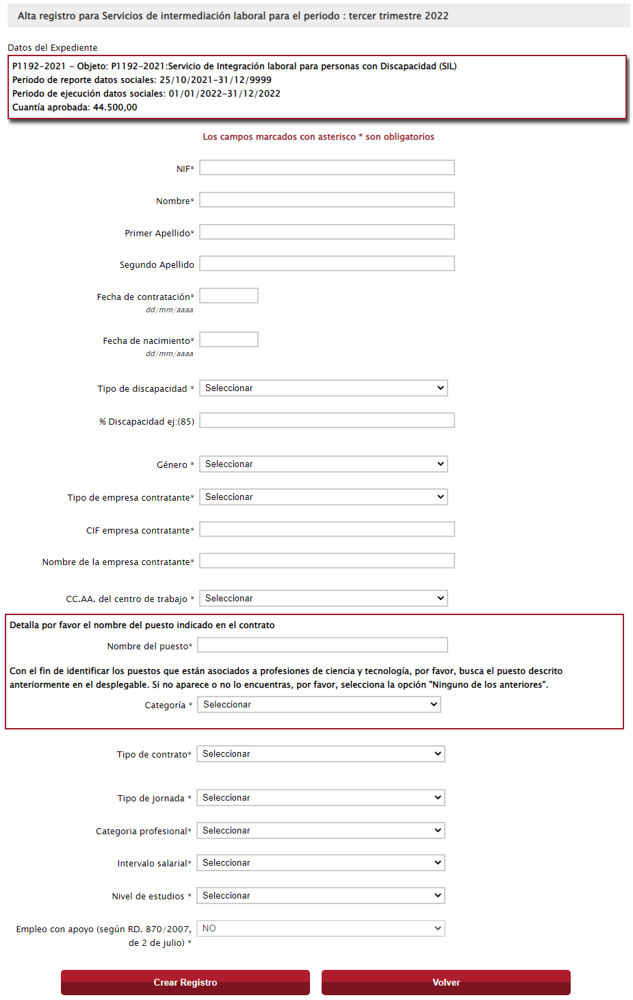 Alta registro para Servicios de intermediación laboral para el periodo : tercer trimestre 2022
Datos del Expediente
P1192-2021 - Objeto: P1192-2021:Servicio de Integración laboral para personas con Discapacidad (SIL)
Periodo de reporte datos sociales: 25/10/2021-31/12/9999
Periodo de ejecución datos sociales: 01/01/2022-31/12/2022
Cuantía aprobada: 44.500,00
Los campos marcados con asterisco * son obligatorios
NIF*
Nombre*
Primer Apellido*
Segundo Apellido
Fecha de contratación*
dd/mm/aaaa
Fecha de nacimiento*
dd/mm/aaaa
Tipo de discapacidad * Seleccionar
% Discapacidad ej:(85)
Género * Seleccionar
Tipo de empresa contratante* Seleccionar
CIF empresa contratante*
Nombre de la empresa contratante*
CC.AA. del centro de trabajo * Seleccionar
Detalla por favor el nombre del puesto indicado en el contrato
Nombre del puesto*
Con el fin de identificar los puestos que están asociados a profesiones de ciencia y tecnología, por favor, busca el puesto descrito
anteriormente en el desplegable. Si no aparece o no lo encuentras, por favor, selecciona la opción "Ninguno de los anteriores".
Categoría * Seleccionar
Tipo de contrato* Seleccionar
Tipo de jornada * Seleccionar
Categoria profesional* Seleccionar
Intervalo salarial* Seleccionar
Nivel de estudios * Seleccionar
Empleo con apoyo (según RD. 870/2007, NO
de 2 de julio) *
Crear Registro Volver